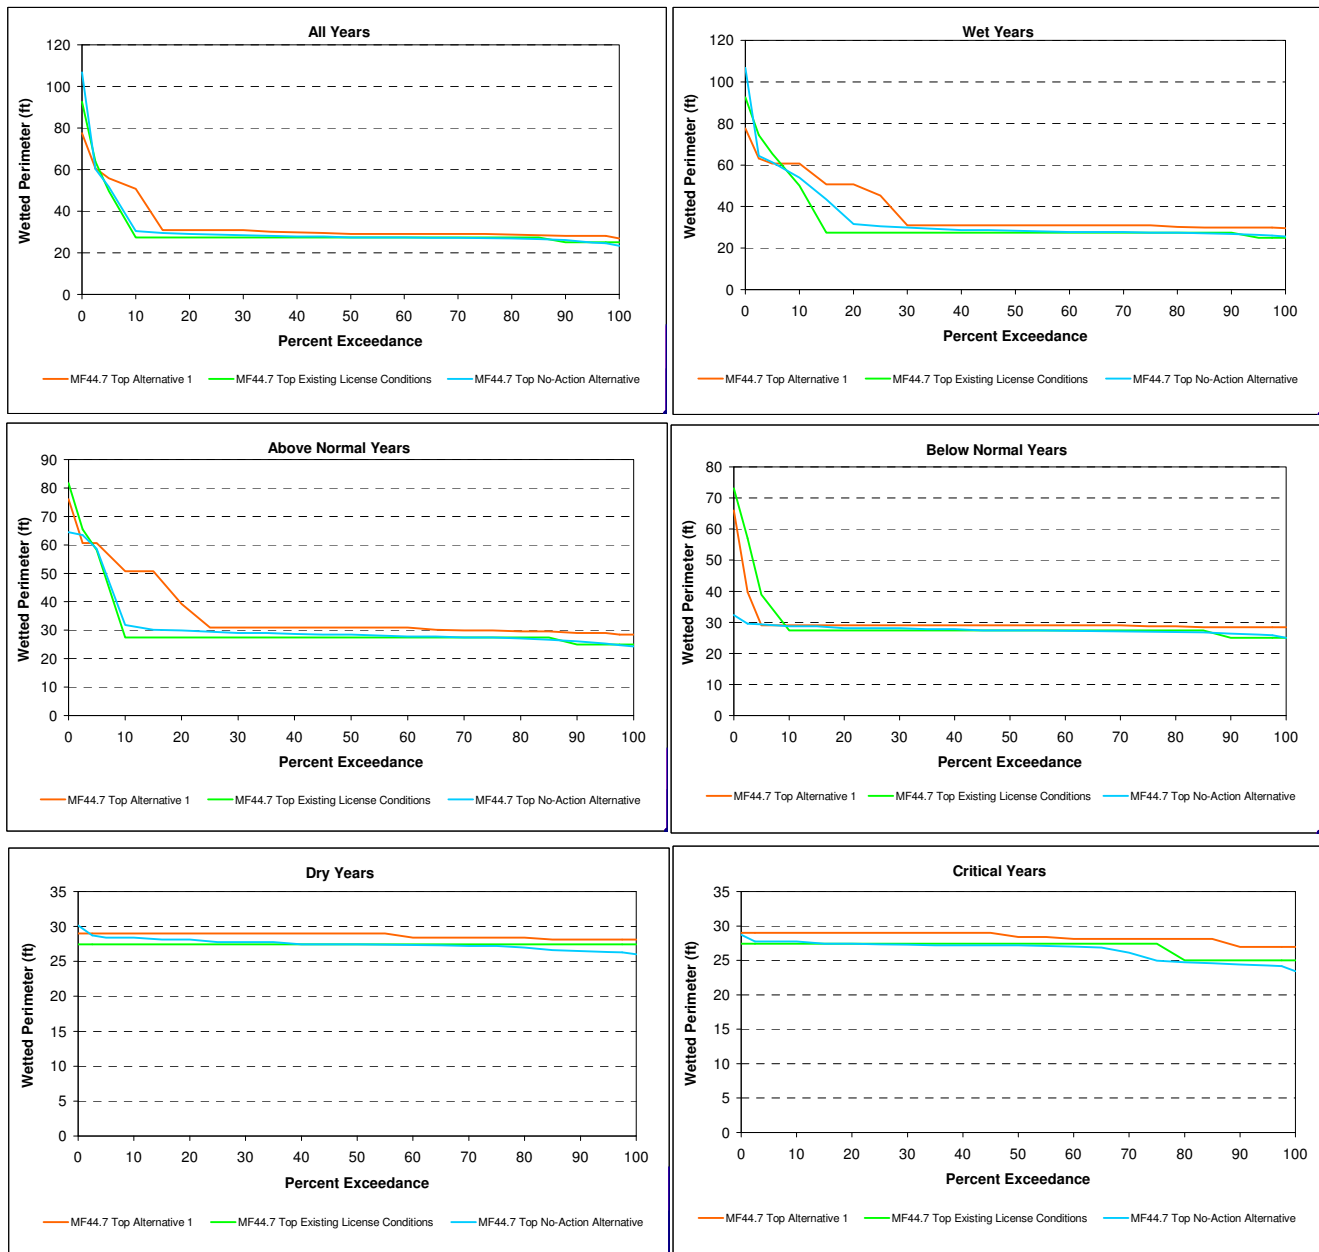 All Years
120
100
80
60
40
20
0
Wetted Perimeter (ft)
0 10 20 30 40 50 60 70 80 90 100
Percent Exceedance
MF44.7 Top Alternative 1 MF44.7 Top Existing License Conditions MF44.7 Top No-Action Alternative
Wet Years
120
100
80
60
40
20
0
Wetted Perimeter (ft)
0 10 20 30 40 50 60 70 80 90 100
Percent Exceedance
MF44.7 Top Alternative 1 MF44.7 Top Existing License Conditions MF44.7 Top No-Action Alternative
Above Normal Years
90
80
70
60
50
40
30
20
10
0
Wetted Perimeter (ft)
0 10 20 30 40 50 60 70 80 90 100
Percent Exceedance
MF44.7 Top Alternative 1 MF44.7 Top Existing License Conditions MF44.7 Top No-Action Alternative
Below Normal Years
80
70
60
50
40
30
20
10
0
Wetted Perimeter (ft)
0 10 20 30 40 50 60 70 80 90 100
Percent Exceedance
MF44.7 Top Alternative 1 MF44.7 Top Existing License Conditions MF44.7 Top No-Action Alternative
Dry Years
35
30
25
20
15
10
5
0
Wetted Perimeter (ft)
0 10 20 30 40 50 60 70 80 90 100
Percent Exceedance
MF44.7 Top Alternative 1 MF44.7 Top Existing License Conditions MF44.7 Top No-Action Alternative
Critical Years
35
30
25
20
15
10
5
0
Wetted Perimeter (ft)
0 10 20 30 40 50 60 70 80 90 100
Percent Exceedance
MF44.7 Top Alternative 1 MF44.7 Top Existing License Conditions MF44.7 Top No-Action Alternative